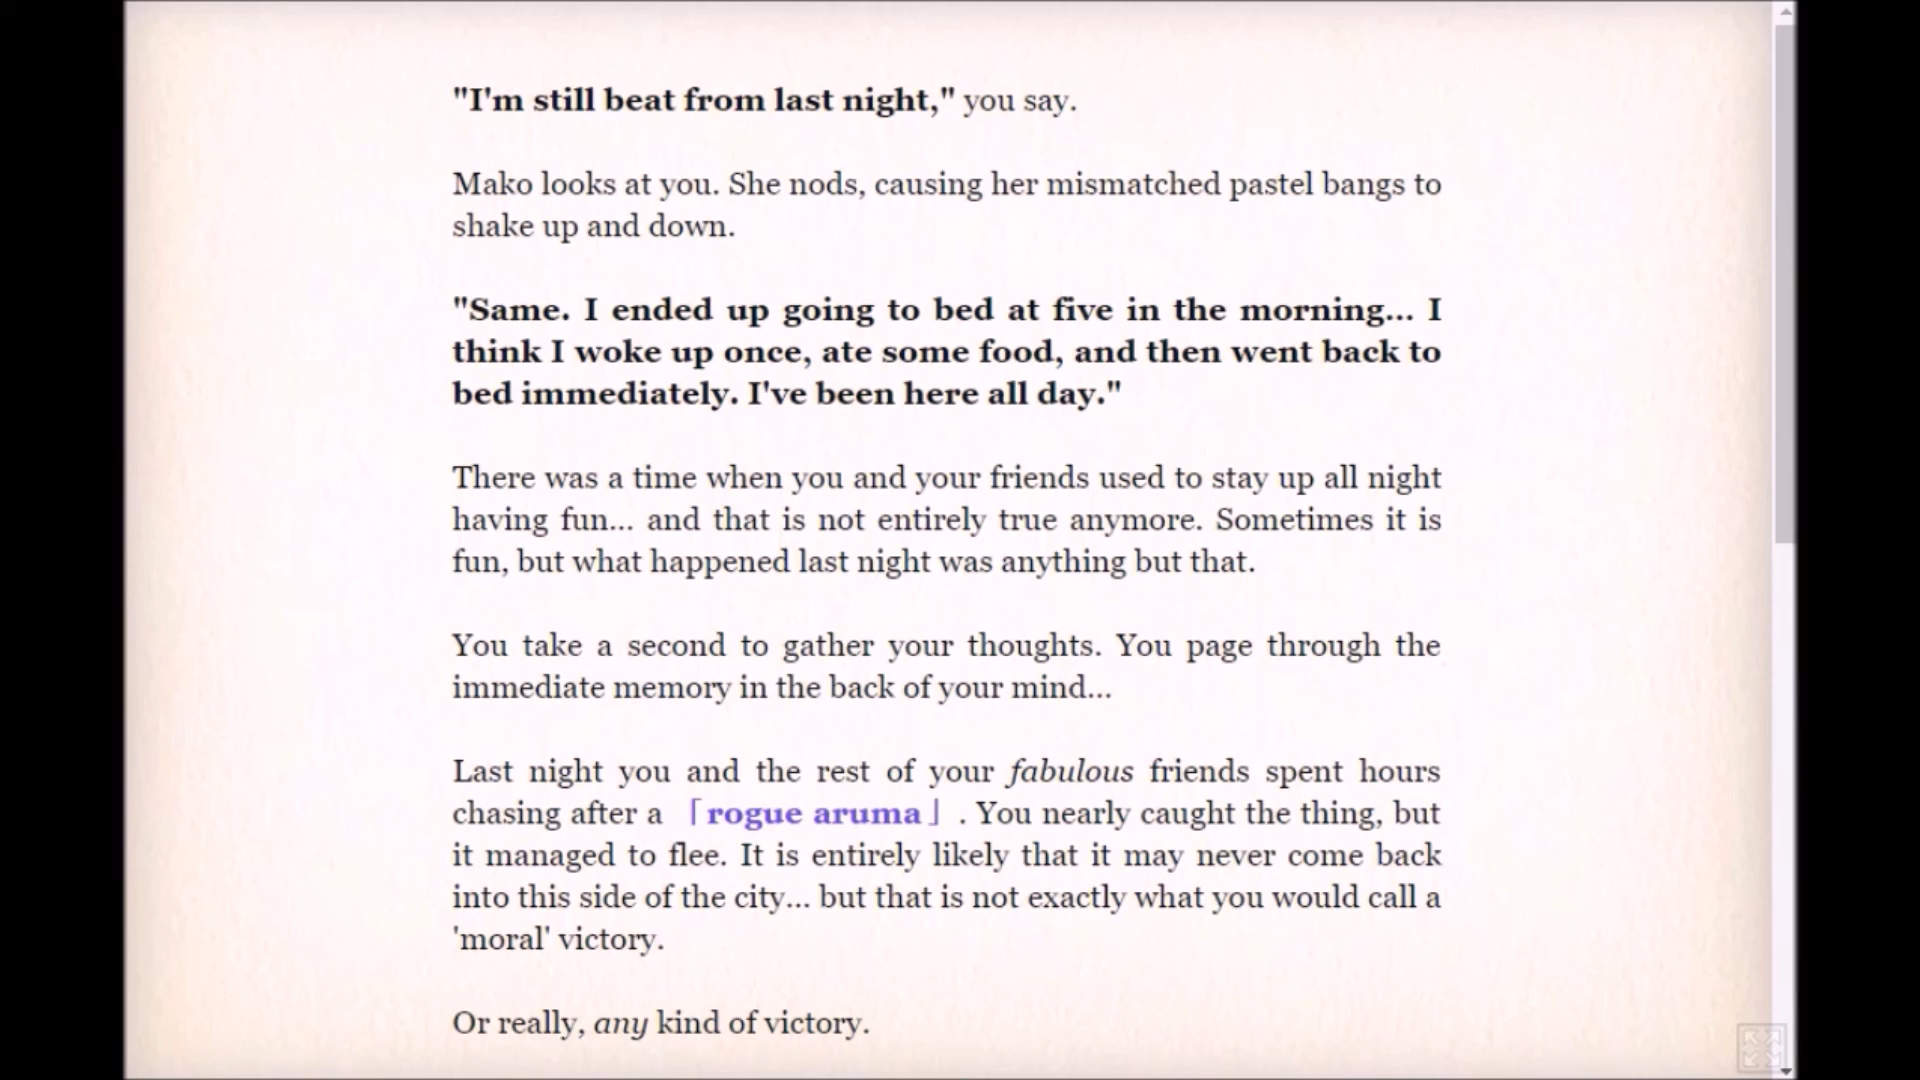 "I'm still beat from last night," you say.
Mako looks at you. She nods, causing her mismatched pastel bangs to
shake up and down.
"Same. I ended up going to bed at five in the morning... I
think I woke up once, ate some food, and then went back to
bed immediately. I've been here all day."
There was a time when you and your friends used to stay up all night
having fun... and that is not entirely true anymore. Sometimes it is
fun, but what happened last night was anything but that.
You take a second to gather your thoughts. You page through the
immediate memory in the back of your mind...
Last night you and the rest of your fabulous friends spent hours
chasing after a 「rogue aruma」 . You nearly caught the thing, but
it managed to flee. It is entirely likely that it may never come back
into this side of the city... but that is not exactly what you would call a
'moral' victory.
Or really, any kind of victory.